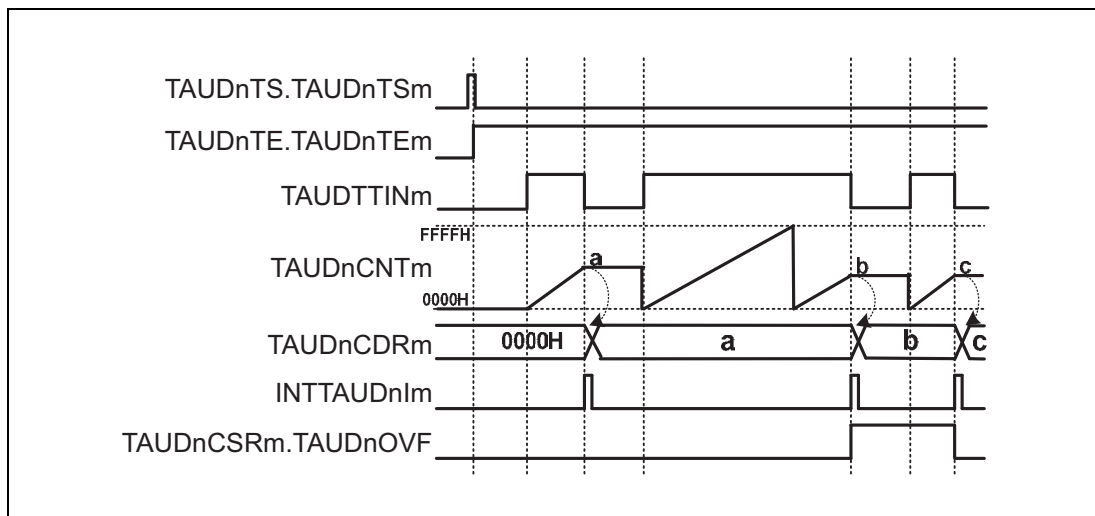 TAUDnTS.TAUDnTSm
TAUDnTE.TAUDnTEm
TAUDTTINm
FFFFH
TAUDnCNTm
a
b
c
0000H
TAUDnCDRm
0000H
a
b
c
INTTAUDnIm
TAUDnCSRm.TAUDnOVF